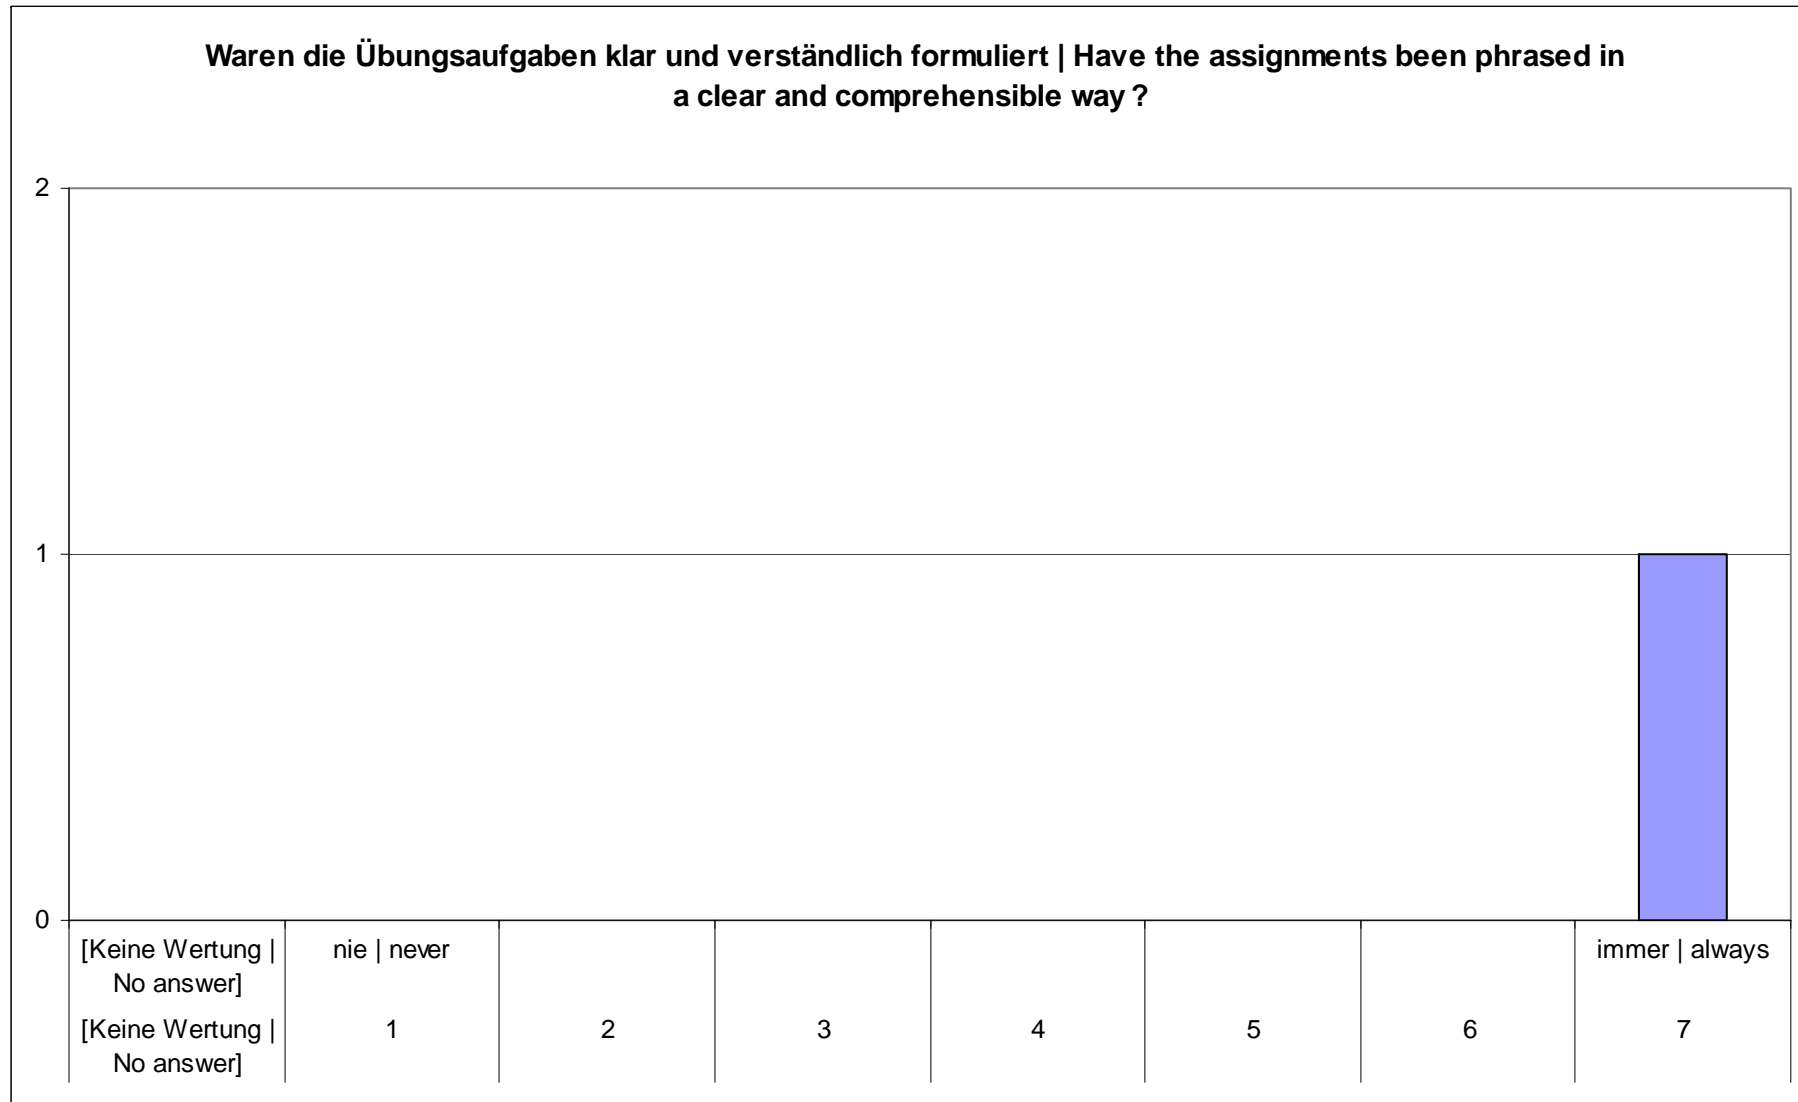 Waren die Übungsaufgaben klar und verständlich formuliert | Have the assignments been phrased in
a clear and comprehensible way ?
2
1
0
[Keine Wertung |
No answer]
nie | never
immer | always
[Keine Wertung |
No answer]
1
2
3
4
5
6
7